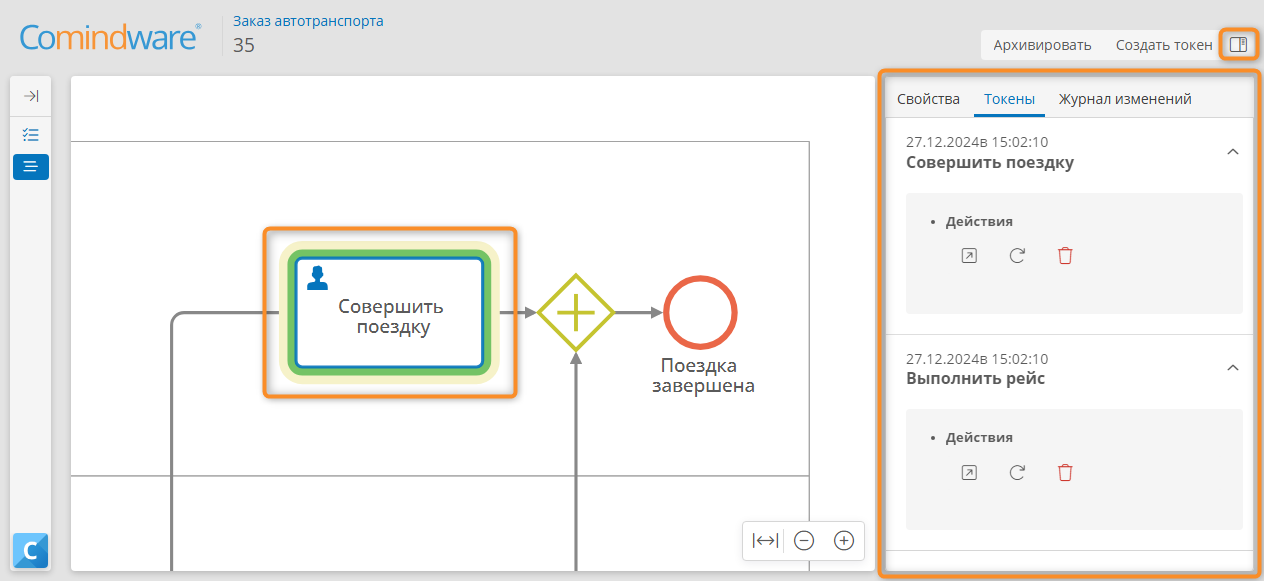 Comindware®
Заказ автотранспорта
35
Архивировать
Создать токен
Свойства
Токены
Журнал изменений
27.12.2024в 15:02:10
Совершить поездку
• Действия
27.12.2024в 15:02:10
Выполнить рейс
• Действия
Совершить
поездку
Поездка
завершена
C